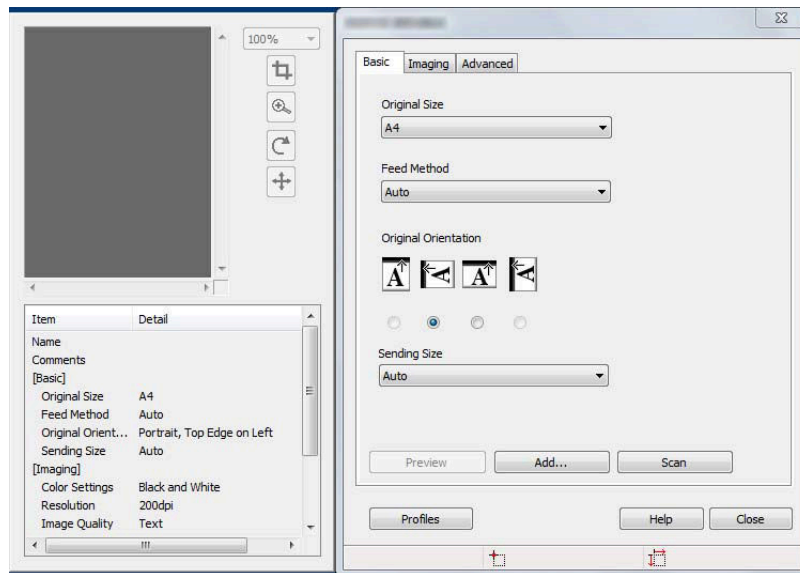 100%
Item Detail
Name
Comments
[Basic]
Original Size A4
Feed Method Auto
Original Orient... Portrait, Top Edge on Left
Sending Size Auto
[Imaging]
Color Settings Black and White
Resolution 200dpi
Image Quality Text
Basic Imaging Advanced
Original Size
A4
Feed Method
Auto
Original Orientation
A A A A
Sending Size
Auto
Preview Add... Scan
Profiles Help Close